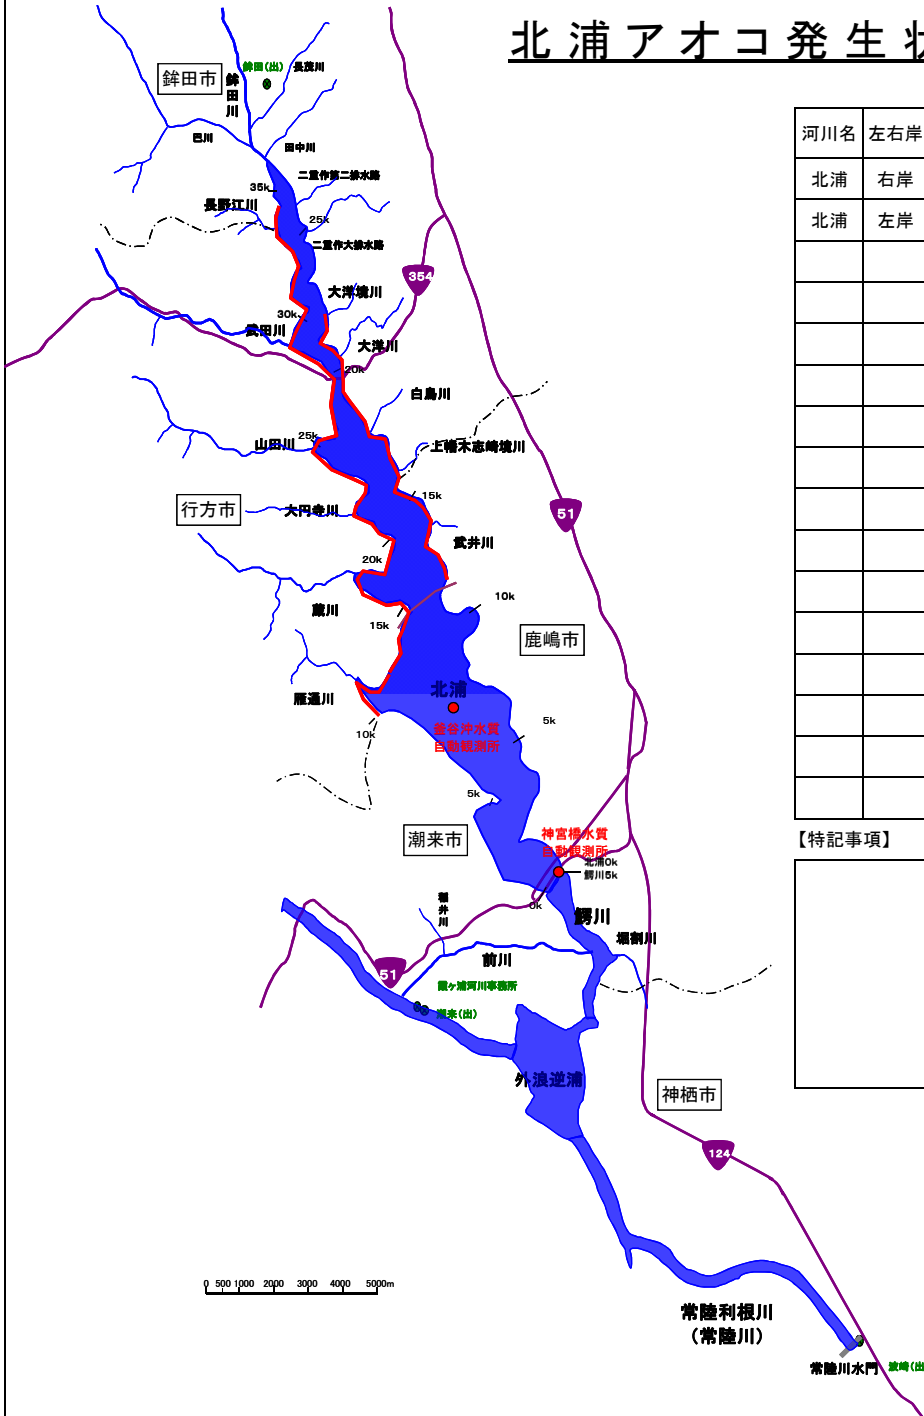 北浦アオコ発生
鉾田市
鉾田川
鉾田(出)
長茂川
巴川
田中川
二重作第二排水路
35k
長野江川
25k
二重作大排水路
354
大洋境川
30k
武田川
大洋川
20k
白鳥川
25k
山田川
上幡木志崎境川
15k
行方市
大円寺川
51
武井川
20k
10k
蔵川
15k
鹿嶋市
雁通川
北浦
釜谷沖水質
自動観測所
10k
5k
5k
潮来市
神宮橋水質
自動観測所
北浦0k
鰐川5k
0k
稲井川
鰐川
堀割川
前川
51
霞ヶ浦河川事務所
潮来(出)
外浪逆浦
神栖市
124
0 500 1000 2000 3000 4000 5000m
常陸利根川
(常陸川)
常陸川水門
波崎(出
河川名 左右岸
北浦 右岸
北浦 左岸
【特記事項】